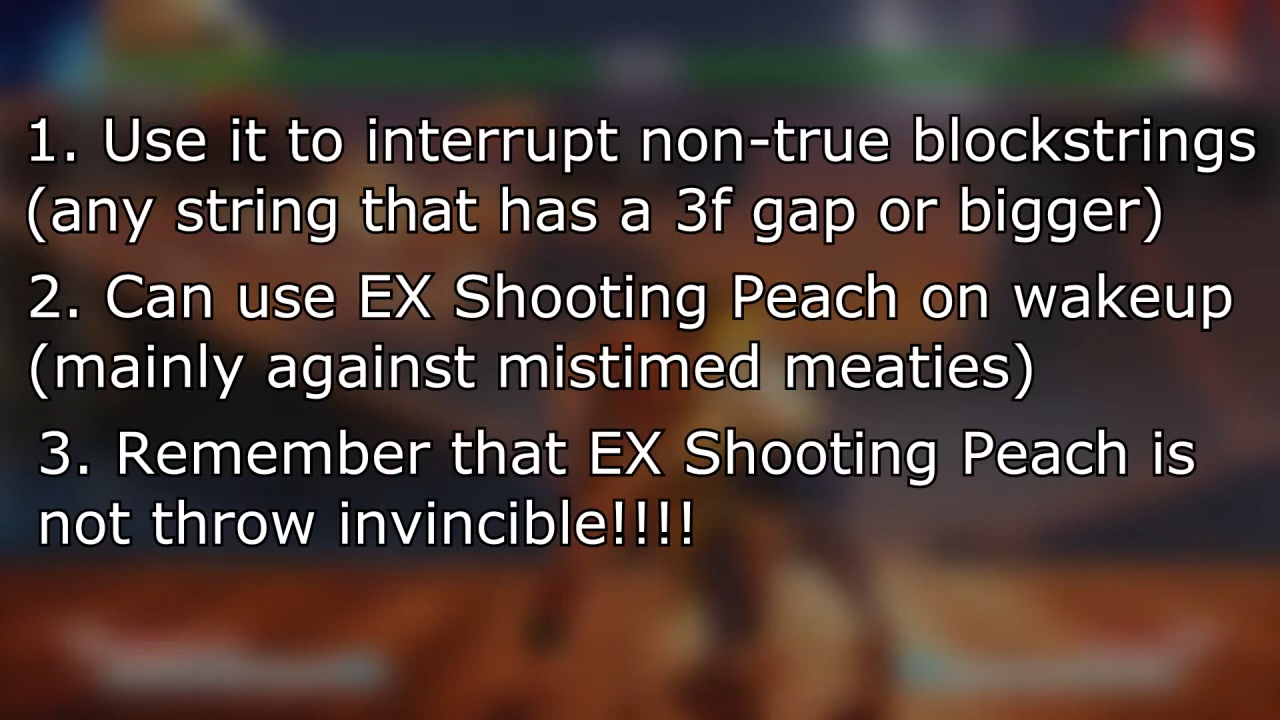 1. Use it to interrupt non-true blockstrings
(any string that has a 3f gap or bigger)
2. Can use EX Shooting Peach on wakeup
(mainly against mistimed meaties)
3. Remember that EX Shooting Peach is
not throw invincible!!!!